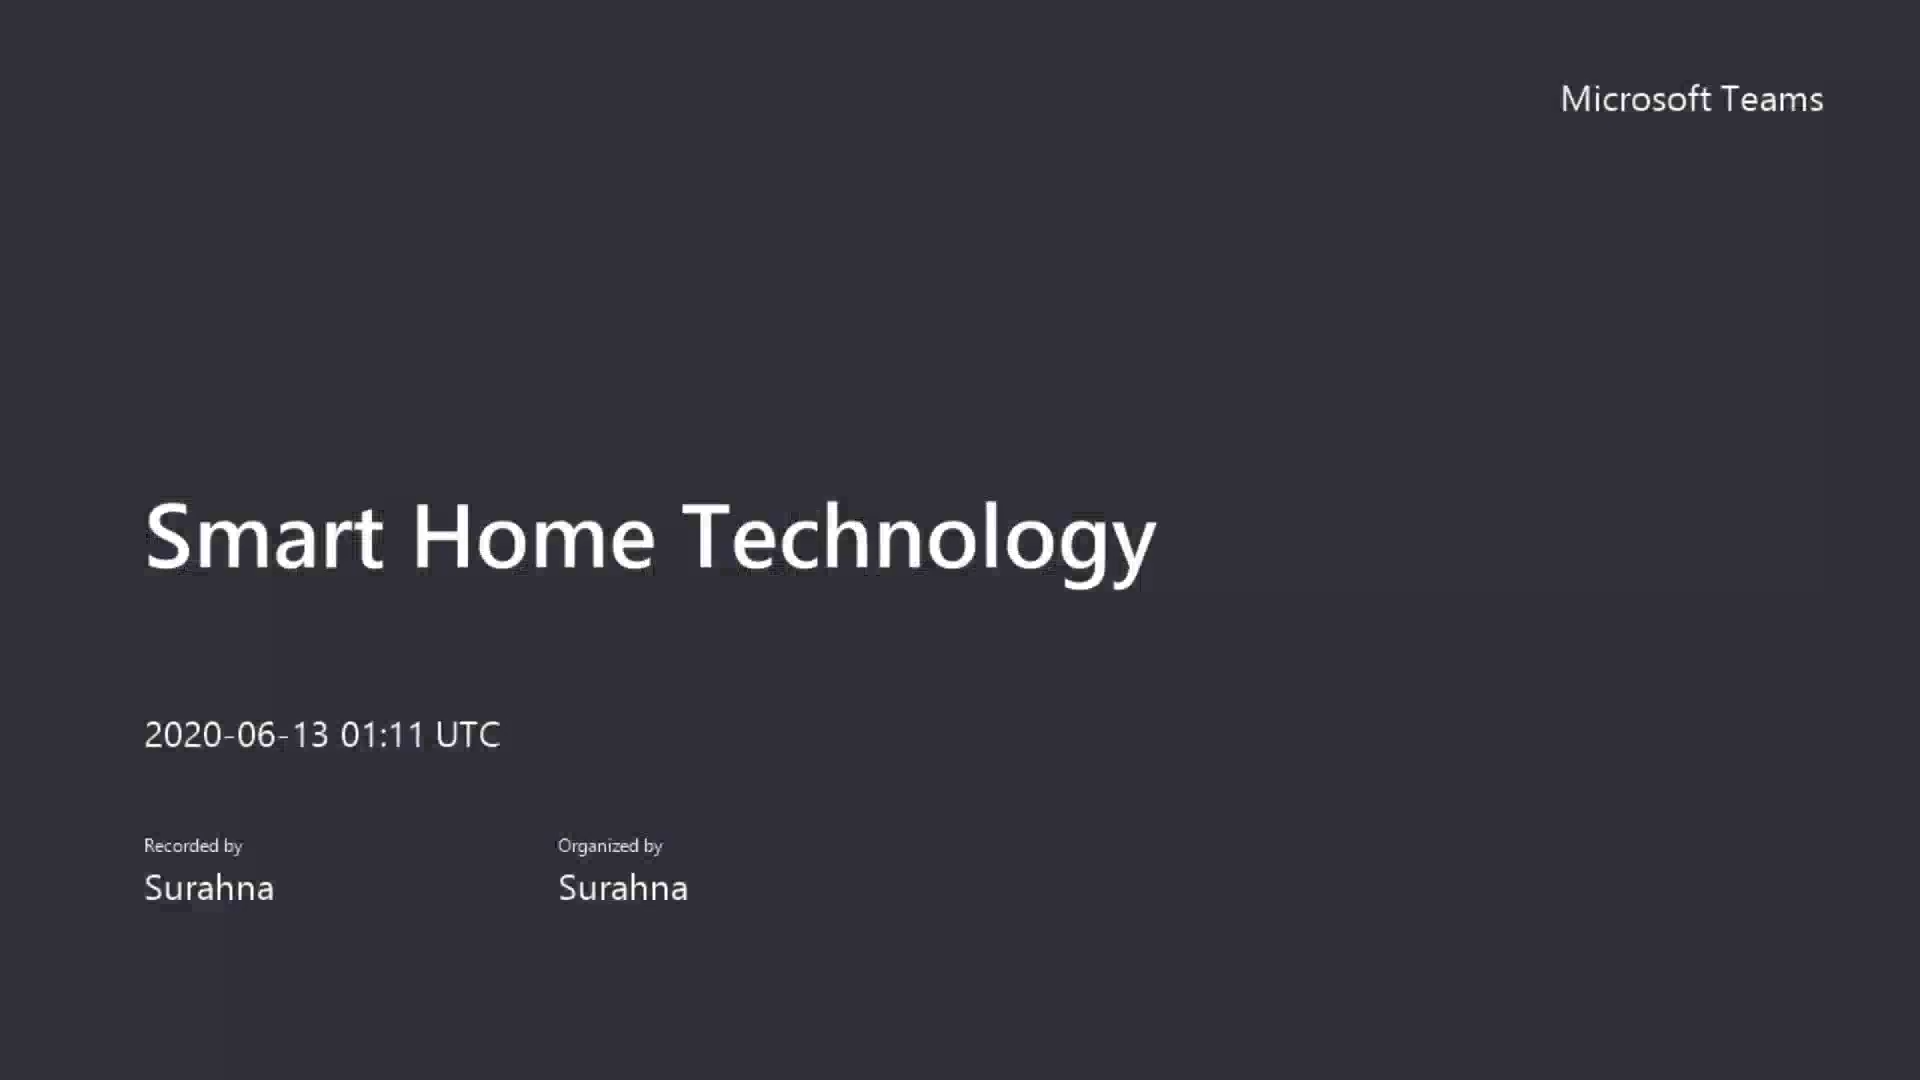 Microsoft Teams
Smart Home Technology
2020-06-13 01:11 UTC
Recorded by
Surahna
Organized by
Surahna